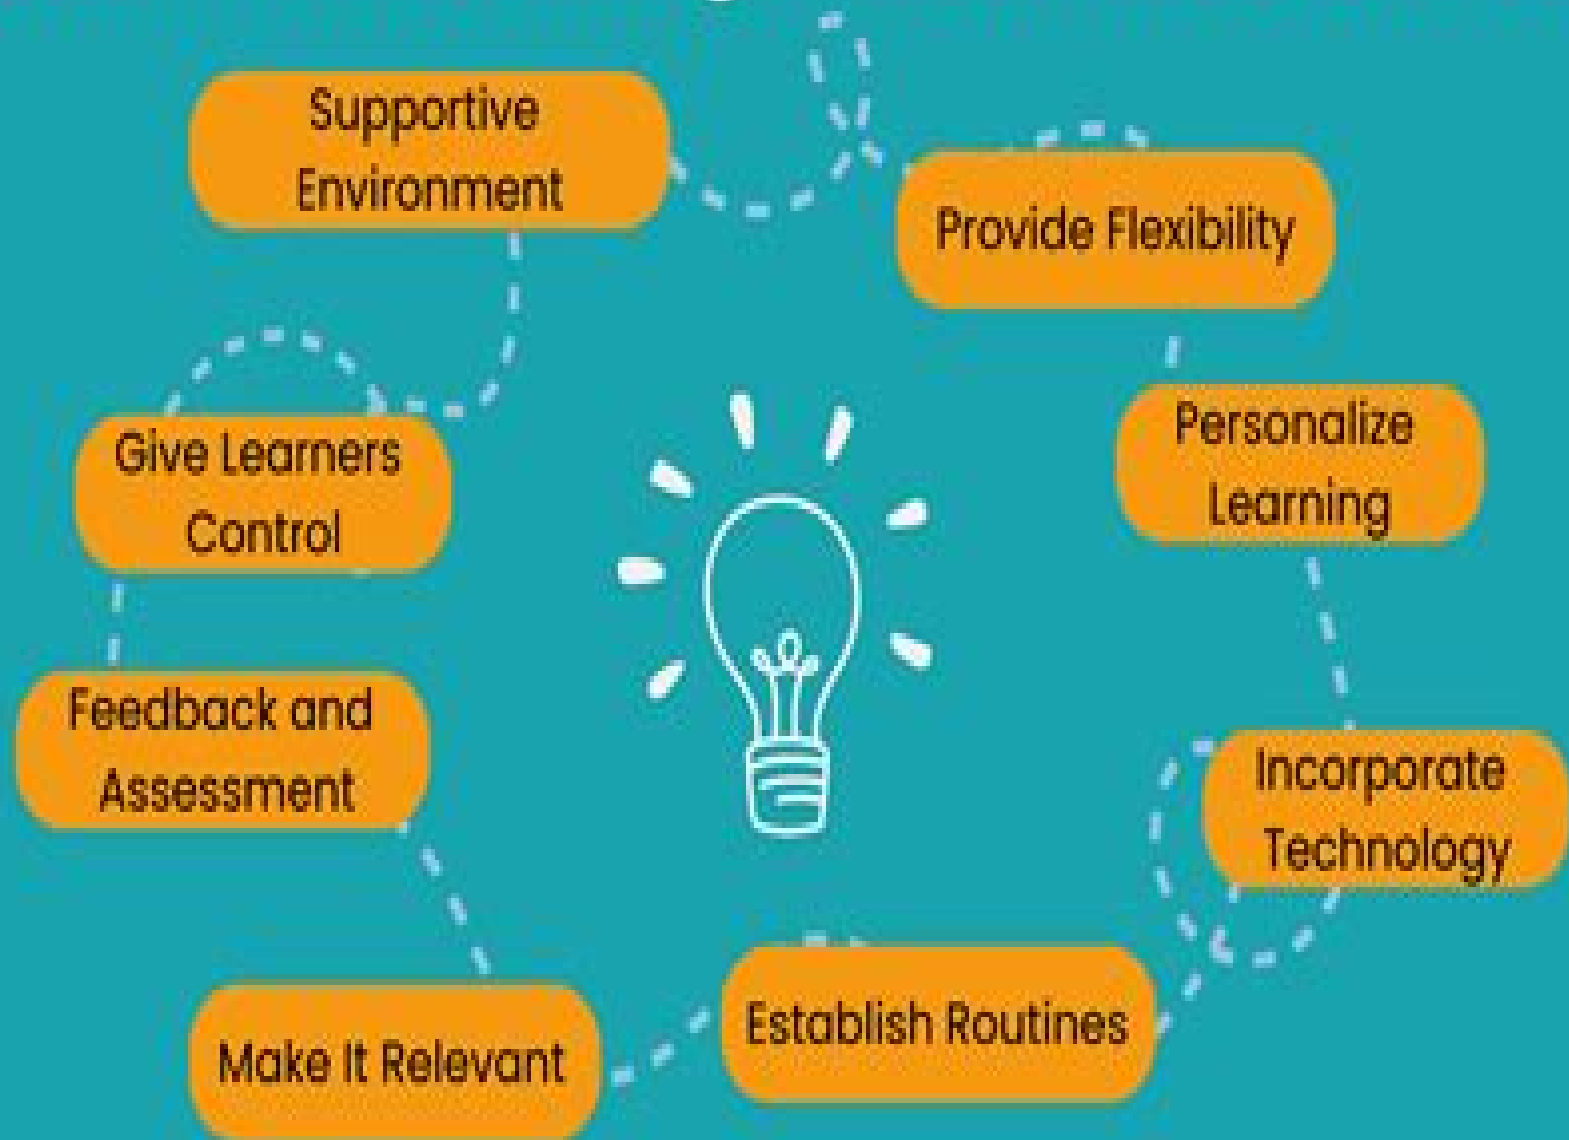 Supportive
Environment
Provide Flexibility
Give Learners
Control
Personalize
Learning
Feedback and
Assessment
Incorporate
Technology
Make It Relevant
Establish Routines